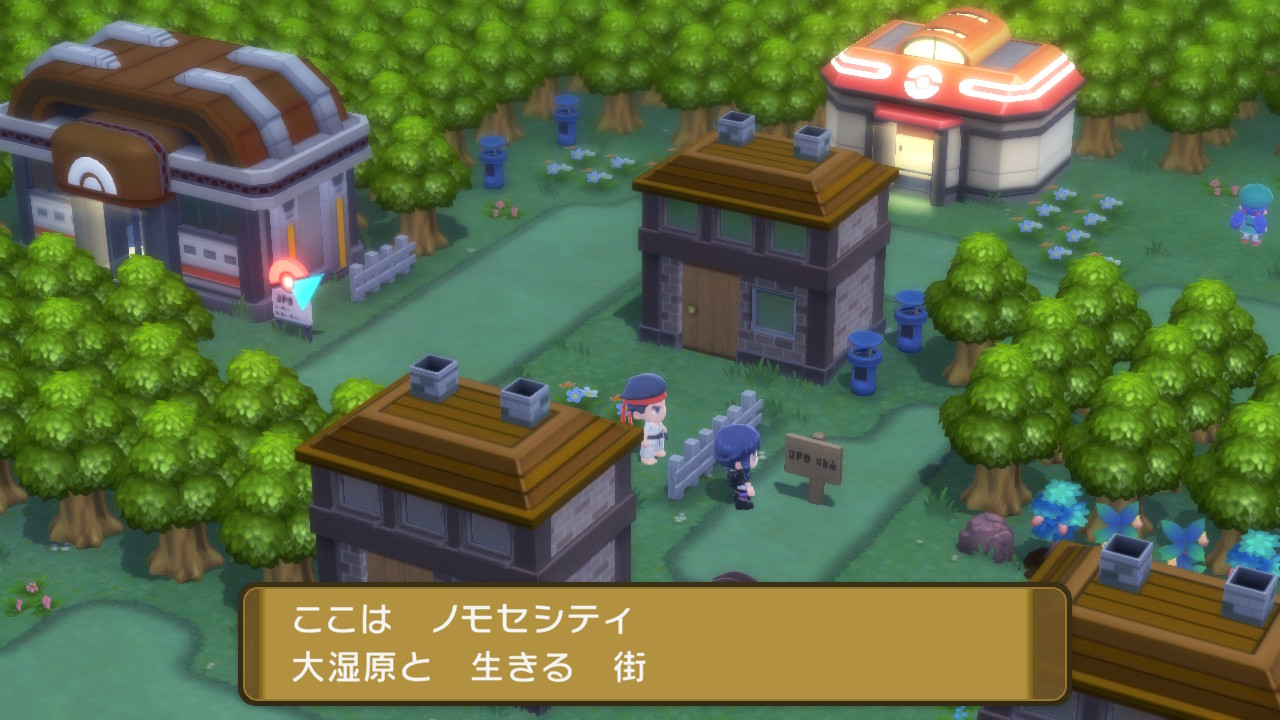 ここは　ノモセシティ
大湿原と　生きる　街